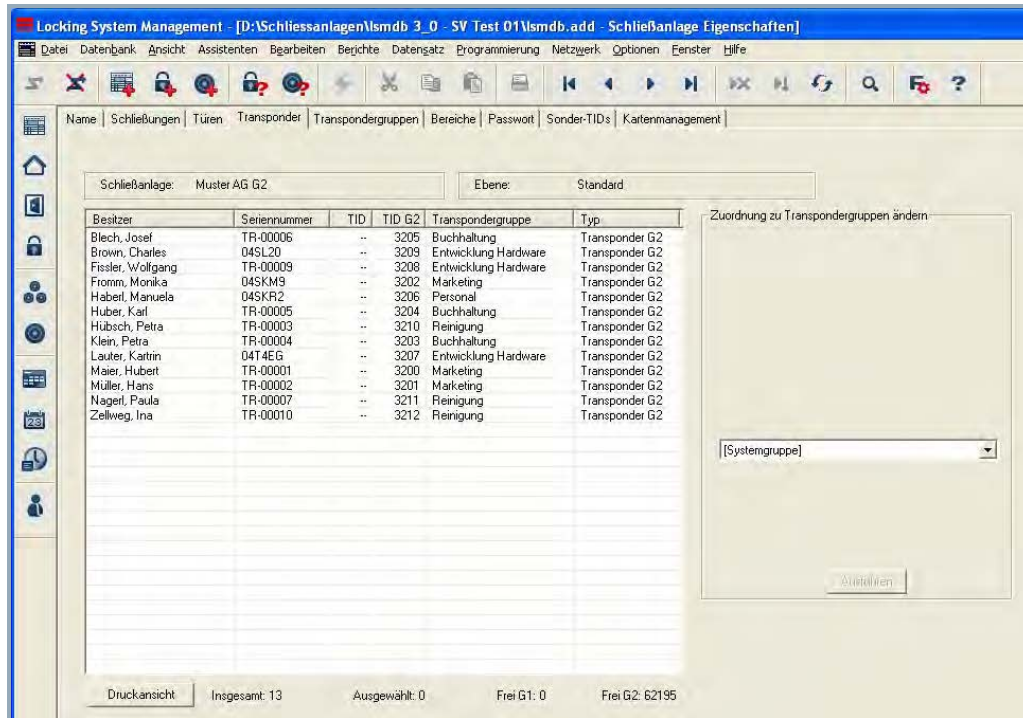 Locking System Management - [D:\Schliessanlagen\lsmdb 3_0 - SV Test 01\lsmdb.add - Schließanlage Eigenschaften]
Datei Datenbank Ansicht Assistenten Bearbeiten Berichte Datensatz Programmierung Netzwerk Optionen Fenster Hilfe
Name Schließungen Türen Transponder Transpondergruppen Bereiche Passwort Sonder-TIDs Kartenmanagement
Schließanlage: Muster AG G2 Ebene: Standard
Zuordnung zu Transpondergruppen ändern
Besitzer Seriennummer TID TID G2 Transpondergruppe Typ
Blech, Josef TR-00006 -- 3205 Buchhaltung Transponder G2
Brown, Charles 04SL20 -- 3209 Entwicklung Hardware Transponder G2
Fissler, Wolfgang TR-00009 -- 3208 Entwicklung Hardware Transponder G2
Fromm, Monika 04SKM9 -- 3202 Marketing Transponder G2
Haberl, Manuela 04SKR2 -- 3206 Personal Transponder G2
Huber, Karl TR-00005 -- 3204 Buchhaltung Transponder G2
Hübsch, Petra TR-00003 -- 3210 Reinigung Transponder G2
Klein, Petra TR-00004 -- 3203 Buchhaltung Transponder G2
Lauter, Kartrin 04T4EG -- 3207 Entwicklung Hardware Transponder G2
Maier, Hubert TR-00001 -- 3200 Marketing Transponder G2
Müller, Hans TR-00002 -- 3201 Marketing Transponder G2
Nagerl, Paula TR-00007 -- 3211 Reinigung Transponder G2
Zellweg, Ina TR-00010 -- 3212 Reinigung Transponder G2
[Systemgruppe]
Ausführen
Druckansicht Insgesamt: 13 Ausgewählt: 0 Frei G1: 0 Frei G2: 62195